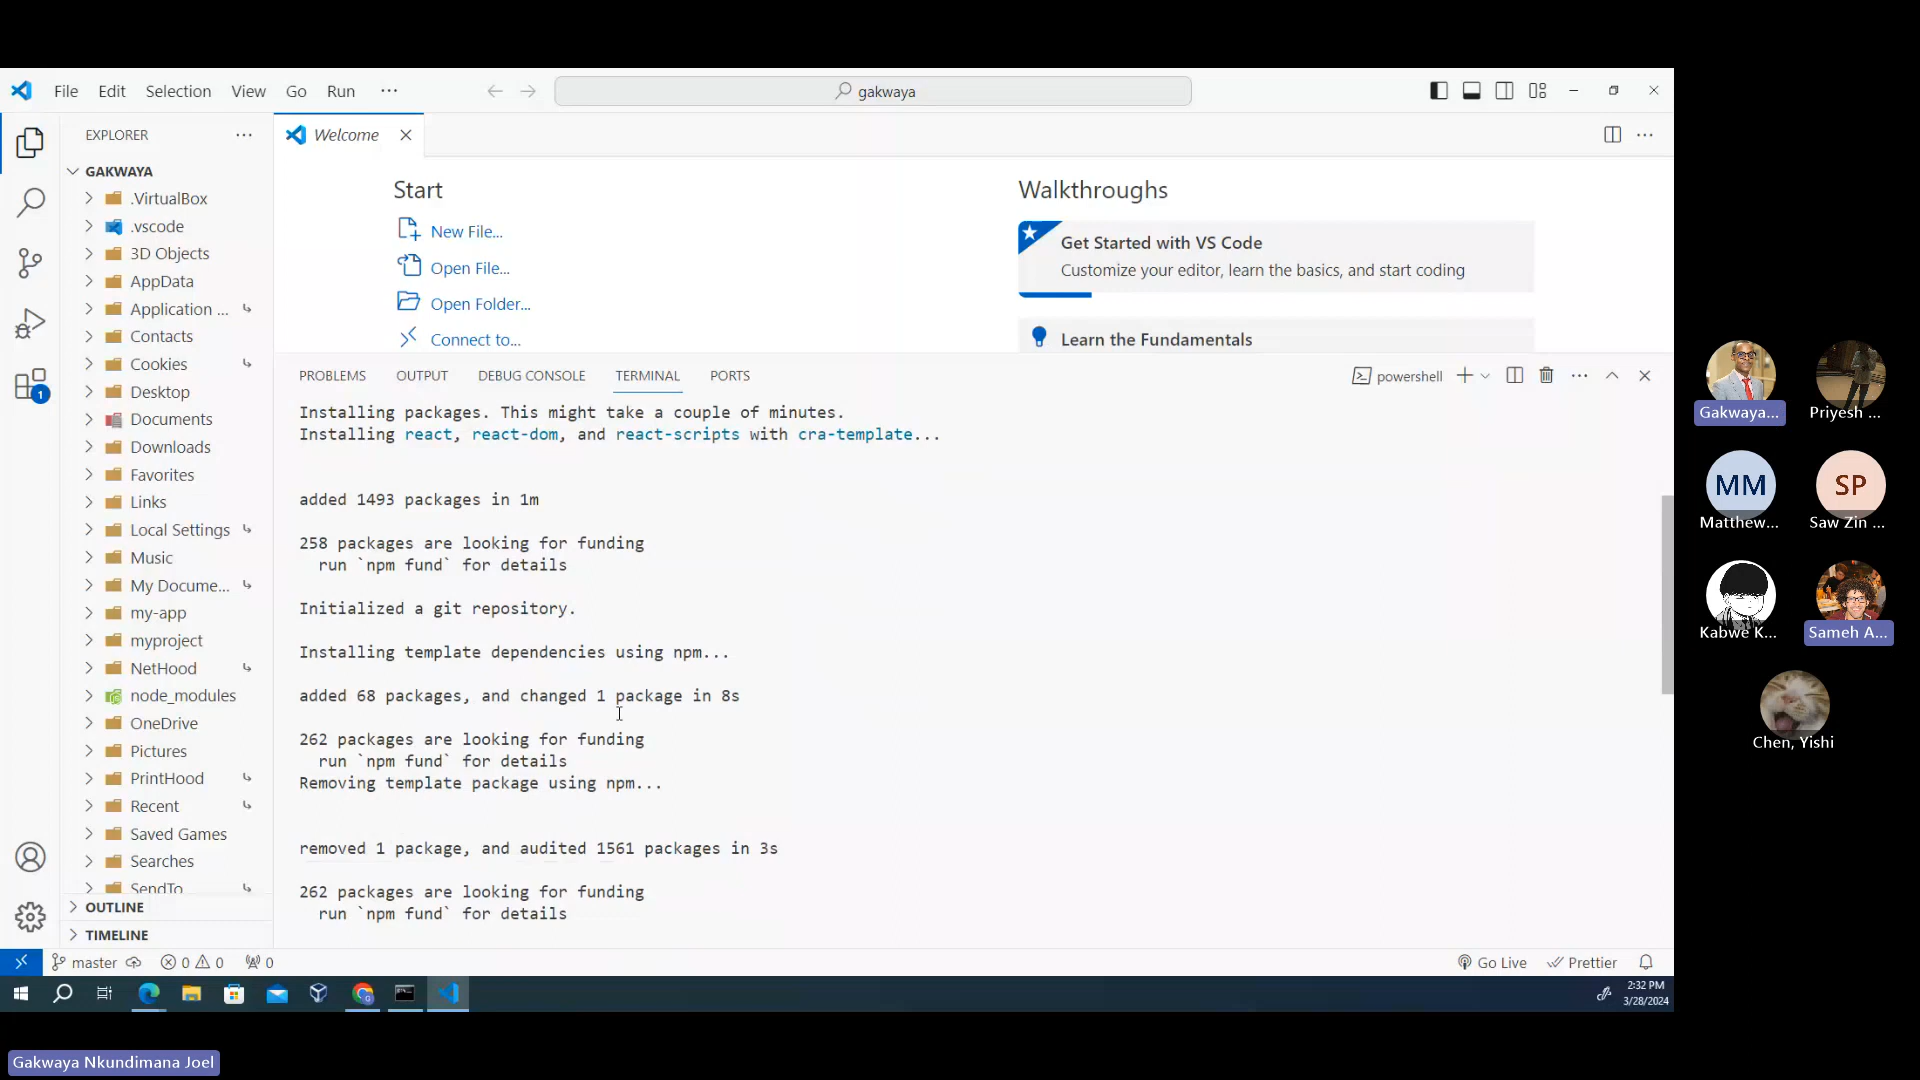 File Edit Selection View Go Run ···
gakwaya
EXPLORER
Welcome
GAKWAYA
.VirtualBox
.vscode
3D Objects
AppData
Application ...
Contacts
Cookies
Desktop
Documents
Downloads
Favorites
Links
Local Settings
Music
My Docume...
my-app
myproject
NetHood
node_modules
OneDrive
Pictures
PrintHood
Recent
Saved Games
Searches
SendTo
OUTLINE
TIMELINE
Start
New File...
Open File...
Open Folder...
Connect to...
Walkthroughs
Get Started with VS Code
Customize your editor, learn the basics, and start coding
Learn the Fundamentals
PROBLEMS OUTPUT DEBUG CONSOLE TERMINAL PORTS
powershell
Installing packages. This might take a couple of minutes.
Installing react, react-dom, and react-scripts with cra-template...
added 1493 packages in 1m
258 packages are looking for funding
run `npm fund` for details
Initialized a git repository.
Installing template dependencies using npm...
added 68 packages, and changed 1 package in 8s
262 packages are looking for funding
run `npm fund` for details
Removing template package using npm...
removed 1 package, and audited 1561 packages in 3s
262 packages are looking for funding
run `npm fund` for details
1
master 0 0 0
Go Live Prettier
2:32 PM
3/28/2024
Gakwaya... Priyesh ...
MM SP
Matthew... Saw Zin ...
Kabwe K... Sameh A...
Chen, Yishi
Gakwaya Nkundimana Joel